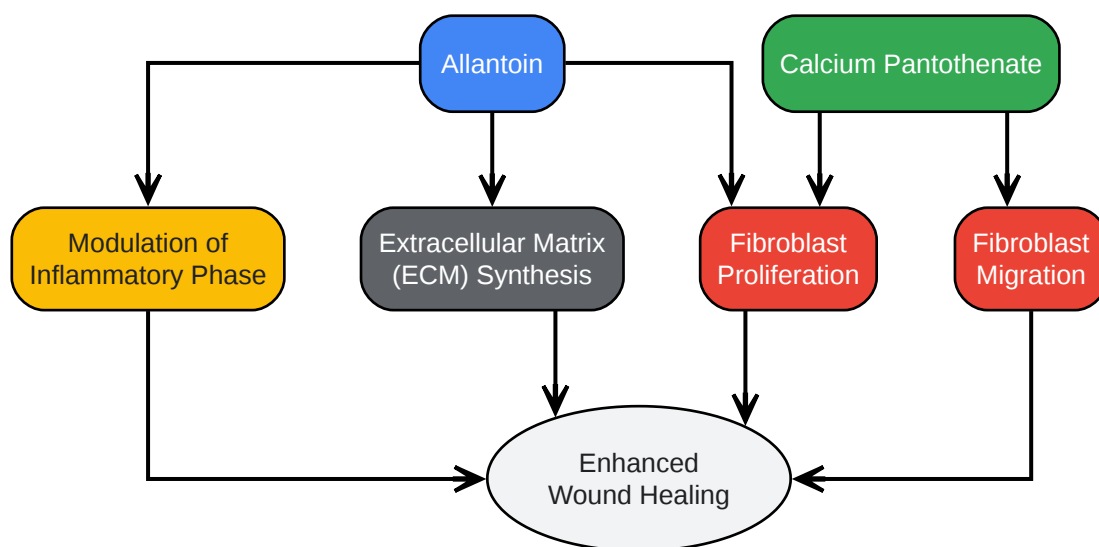 Allantoin
Calcium Pantothenate
Modulation of
Inflammatory Phase
Extracellular Matrix
(ECM) Synthesis
Fibroblast
Proliferation
Fibroblast
Migration
Enhanced
Wound Healing